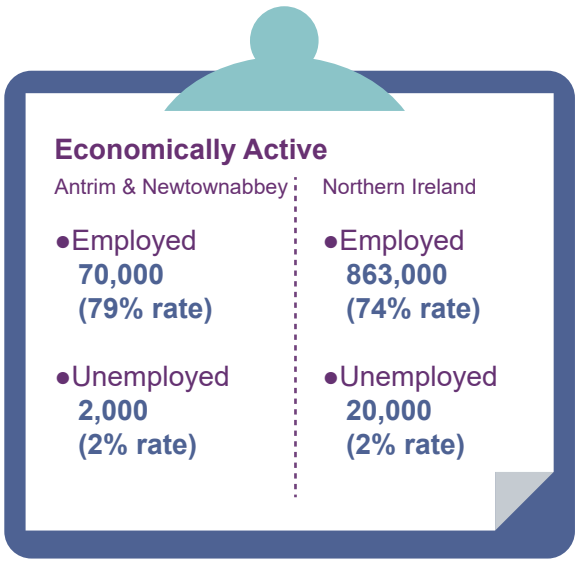 Economically Active
Antrim & Newtownabbey
●Employed
70,000
(79% rate)
●Unemployed
2,000
(2% rate)
Northern Ireland
●Employed
863,000
(74% rate)
●Unemployed
20,000
(2% rate)